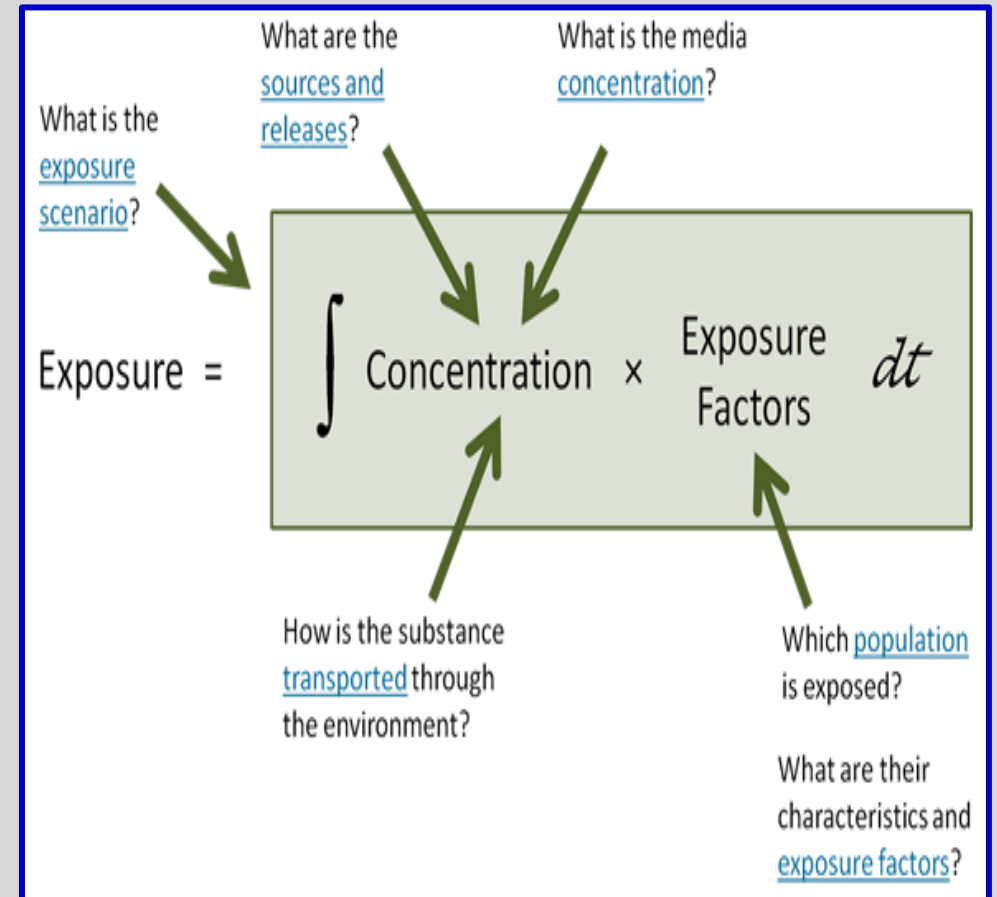 What are the
sources and
releases?
What is the media
concentration?
What is the
exposure
scenario?
Exposure = ∫ Concentration × Exposure
Factors dt
How is the substance
transported through
the environment?
Which population
is exposed?
What are their
characteristics and
exposure factors?